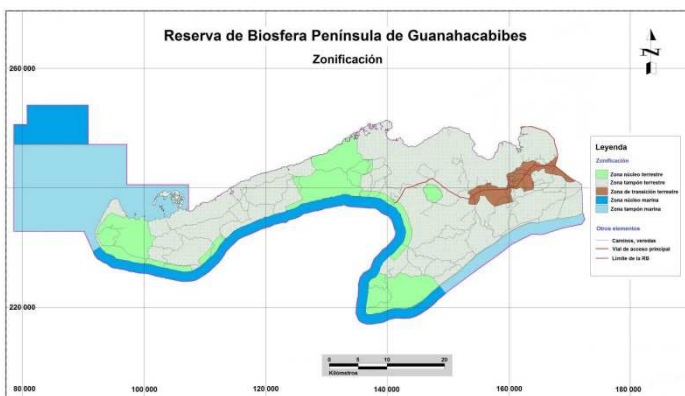 Reserva de Biosfera Península de Guanahacabibes
Zonificación
N
260 000
220 000
80 000
100 000
120 000
140 000
160 000
180 000
Leyenda
Zonificación
Zona núcleo terrestre
Zona tampón terrestre
Zona de transición terrestre
Zona núcleo marina
Zona tampón marina
Otros elementos
Caminos, veredas
Vial de acceso principal
Límite de la RB
0 5 10 20
Kilómetros